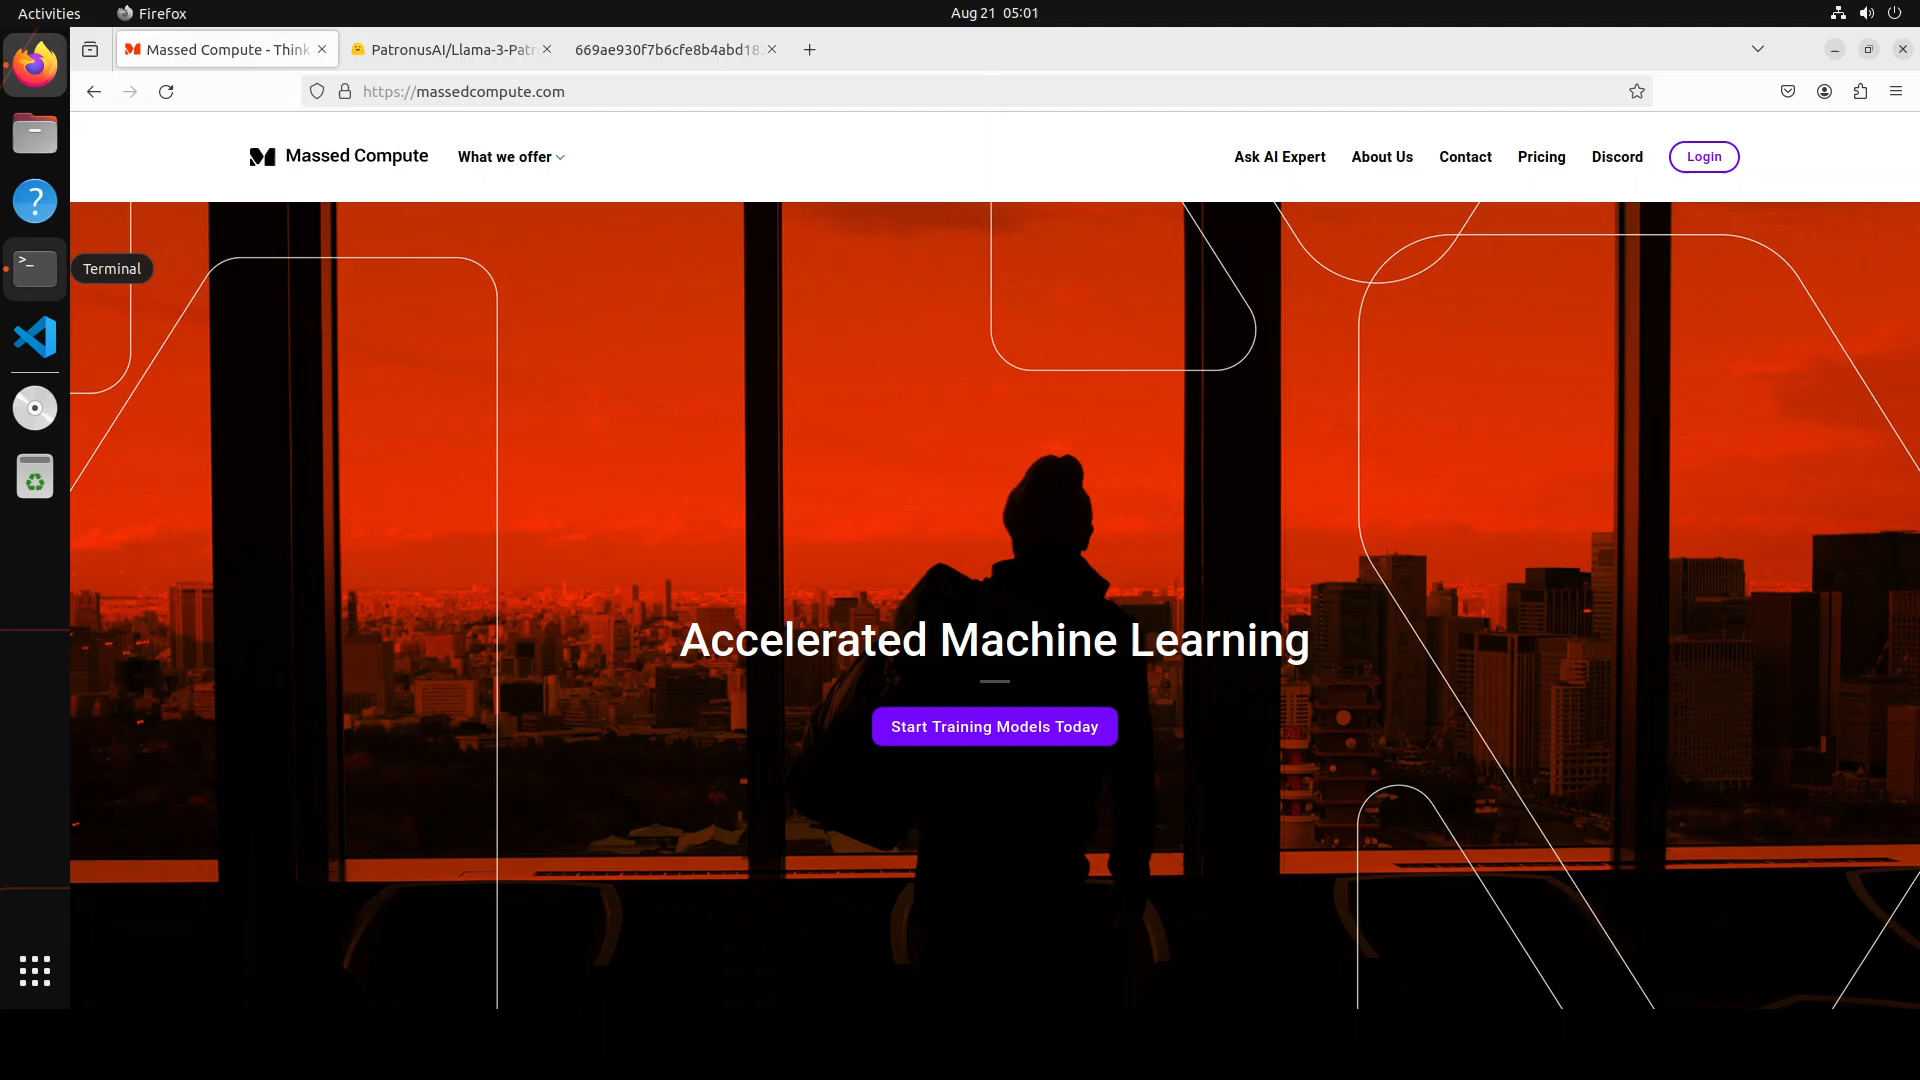 Activities
Firefox
Aug 21 05:01
Massed Compute - Think
PatronusAI/Llama-3-Patr
669ae930f7b6cfe8b4abd18
https://massedcompute.com
Massed Compute
What we offer
Ask AI Expert
About Us
Contact
Pricing
Discord
Login
Terminal
Accelerated Machine Learning
Start Training Models Today